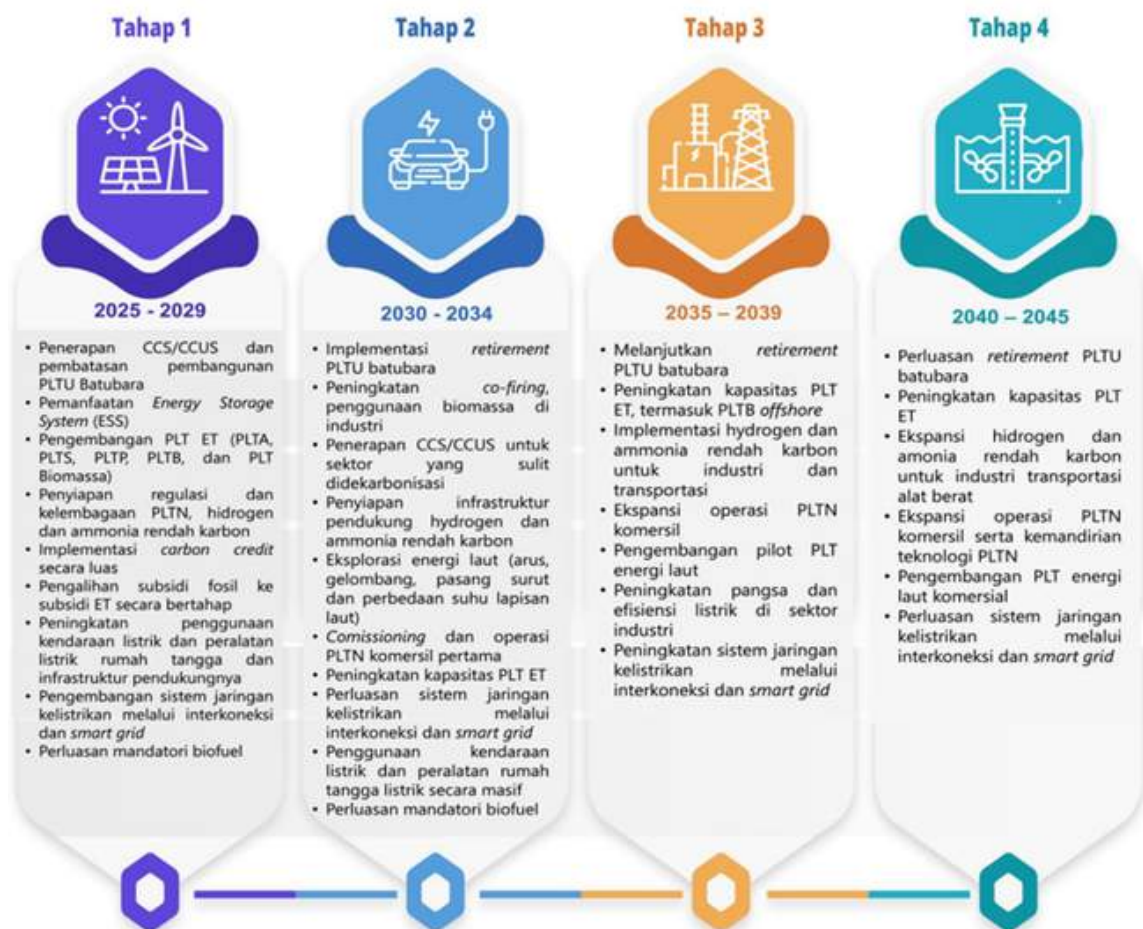 Tahap 1
2025 - 2029
• Penerapan CCS/CCUS dan
pembatasan pembangunan
PLTU Batubara
• Pemanfaatan Energy Storage
System (ESS)
• Pengembangan PLT ET (PLTA,
PLTS, PLTP, PLTB, dan PLT
Biomassa)
• Penyiapan regulasi dan
kelembagaan PLTN, hidrogen
dan ammonia rendah karbon
• Implementasi carbon credit
secara luas
• Pengalihan subsidi fosil ke
subsidi ET secara bertahap
• Peningkatan penggunaan
kendaraan listrik dan peralatan
listrik rumah tangga dan
infrastruktur pendukungnya
• Pengembangan sistem jaringan
kelistrikan melalui interkoneksi
dan smart grid
• Perluasan mandatori biofuel
Tahap 2
2030 - 2034
• Implementasi retirement
PLTU batubara
• Peningkatan co-firing,
penggunaan biomassa di
industri
• Penerapan CCS/CCUS untuk
sektor yang sulit
didekarbonisasi
• Penyiapan infrastruktur
pendukung hydrogen dan
ammonia rendah karbon
• Eksplorasi energi laut (arus,
gelombang, pasang surut
dan perbedaan suhu lapisan
laut)
• Comissioning dan operasi
PLTN komersil pertama
• Peningkatan kapasitas PLT ET
• Perluasan sistem jaringan
kelistrikan melalui
interkoneksi dan smart grid
• Penggunaan kendaraan
listrik dan peralatan rumah
tangga listrik secara masif
• Perluasan mandatori biofuel
Tahap 3
2035 – 2039
• Melanjutkan retirement
PLTU batubara
• Peningkatan kapasitas PLT
ET, termasuk PLTB offshore
• Implementasi hydrogen dan
ammonia rendah karbon
untuk industri dan
transportasi
• Ekspansi operasi PLTN
komersil
• Pengembangan pilot PLT
energi laut
• Peningkatan pangsa dan
efisiensi listrik di sektor
industri
• Peningkatan sistem jaringan
kelistrikan melalui
interkoneksi dan smart grid
Tahap 4
2040 – 2045
• Perluasan retirement PLTU
batubara
• Peningkatan kapasitas PLT
ET
• Ekspansi hidrogen dan
amonia rendah karbon
untuk industri transportasi
alat berat
• Ekspansi operasi PLTN
komersil serta kemandirian
teknologi PLTN
• Pengembangan PLT energi
laut komersial
• Perluasan sistem jaringan
kelistrikan melalui
interkoneksi dan smart grid